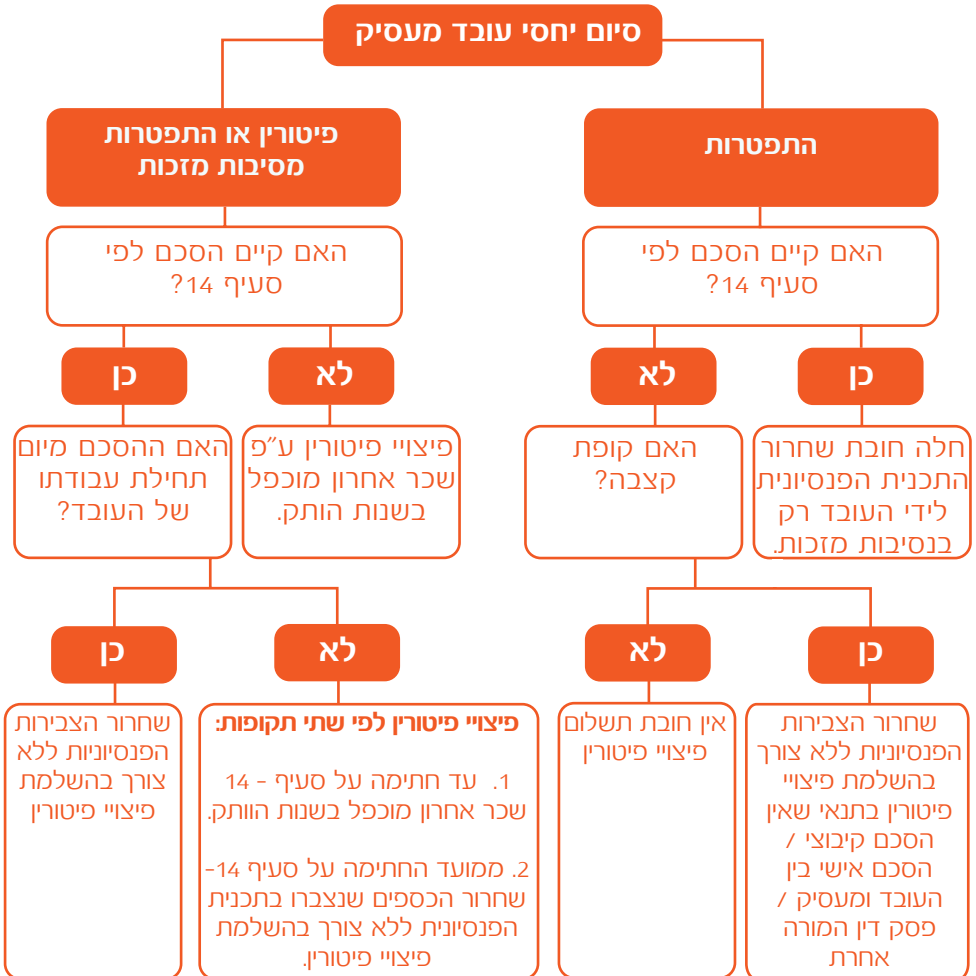 סיום יחסי עובד מעסיק
התפטרות
פיטורין או התפטרות
מסיבות מזכות
האם קיים הסכם לפי
סעיף 14?
האם קיים הסכם לפי
סעיף 14?
כן
לא
לא
כן
חלה חובת שחרור
התכנית הפנסיונית
לידי העובד רק
בנסיבות מזכות.
האם קופת
קצבה?
פיצויי פיטורין ע"פ
שכר אחרון מוכפל
בשנות הותק.
האם ההסכם מיום
תחילת עבודתו
של העובד?
כן
לא
לא
כן
שחרור הצבירות
הפנסיוניות ללא צורך
בהשלמת פיצויי
פיטורין בתנאי שאין
הסכם קיבוצי /
הסכם אישי בין
העובד ומעסיק /
פסק דין המורה
אחרת
אין חובת תשלום
פיצויי פיטורין
פיצויי פיטורין לפי שתי תקופות:
1. עד חתימה על סעיף 14 -
שכר אחרון מוכפל בשנות הוותק.
2. ממועד החתימה על סעיף 14-
שחרור הכספים שנצברו בתכנית
הפנסיונית ללא צורך בהשלמת
פיצויי פיטורין.
שחרור הצבירות
הפנסיוניות ללא
צורך בהשלמת
פיצויי פיטורין